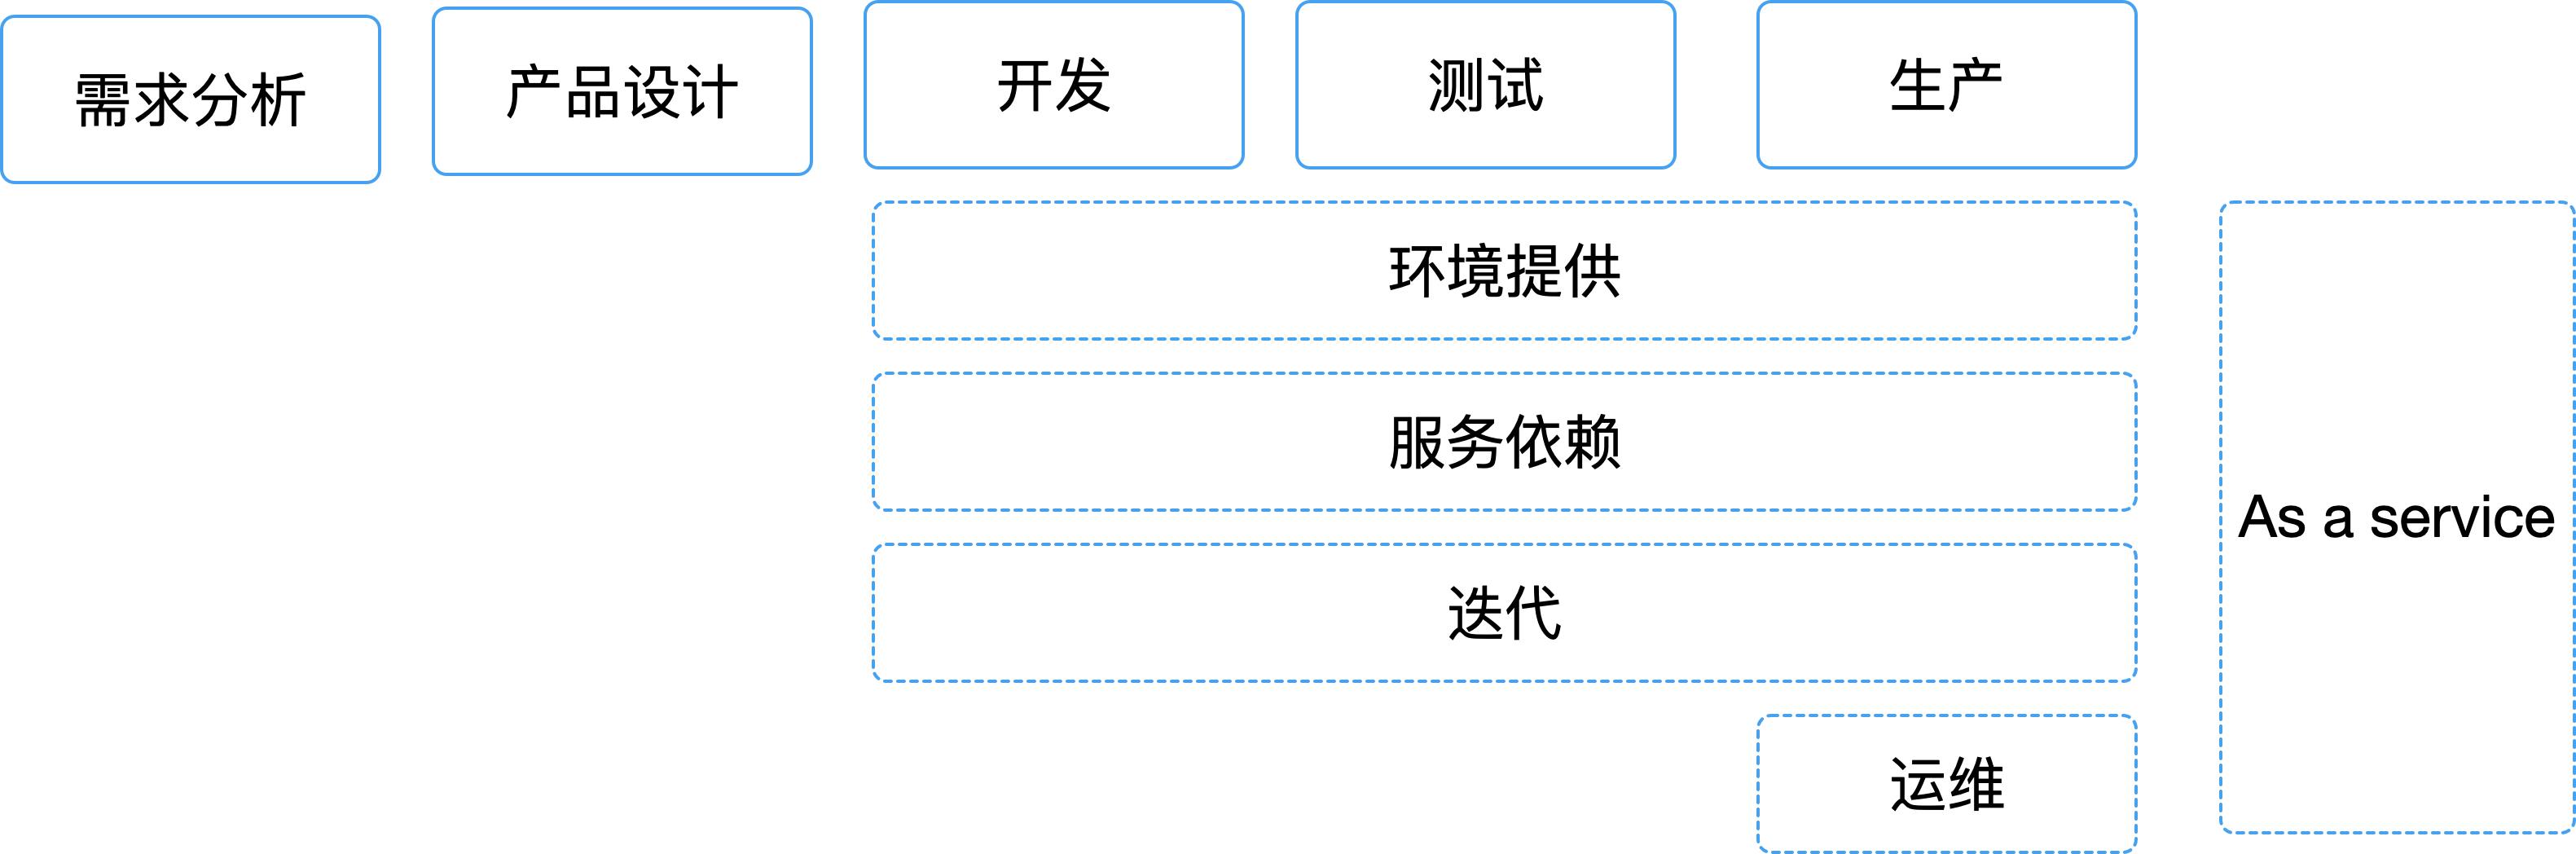 需求分析
产品设计
开发
测试
生产
环境提供
服务依赖
迭代
As a service
运维